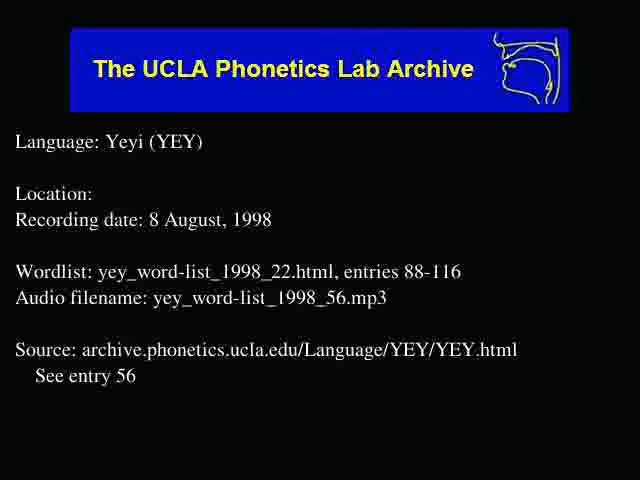 The UCLA Phonetics Lab Archive
Language: Yeyi (YEY)
Location:
Recording date: 8 August, 1998
Wordlist: yey_word-list_1998_22.html, entries 88-116
Audio filename: yey_word-list_1998_56.mp3
Source: archive.phonetics.ucla.edu/Language/YEY/YEY.html
See entry 56